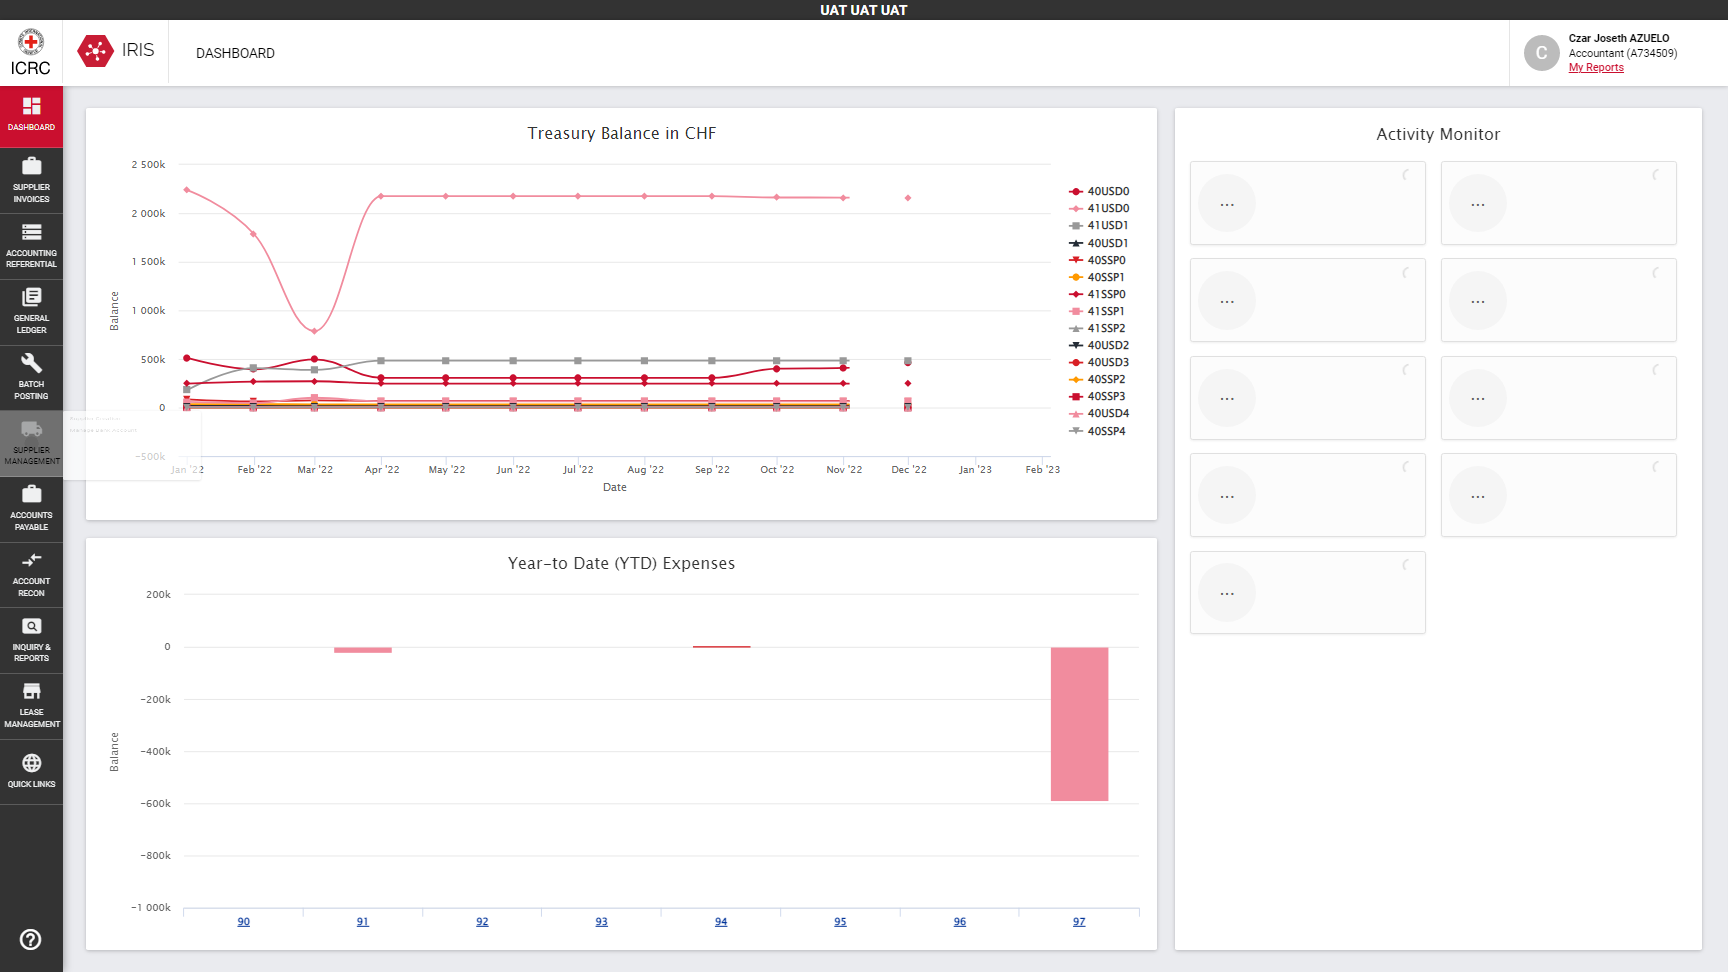 UAT UAT UAT
ICRC
IRIS
DASHBOARD
Czar Joseth AZUELO
Accountant (A734509)
My Reports
DASHBOARD
SUPPLIER
INVOICES
ACCOUNTING
REFERENTIAL
GENERAL
LEDGER
BATCH
POSTING
SUPPLIER
MANAGEMENT
ACCOUNTS
PAYABLE
ACCOUNT
RECON
INQUIRY &
REPORTS
LEASE
MANAGEMENT
QUICK LINKS
Treasury Balance in CHF
2 500k
2 000k
1 500k
1 000k
500k
0
-500k
Balance
Jan '22 Feb '22 Mar '22 Apr '22 May '22 Jun '22 Jul '22 Aug '22 Sep '22 Oct '22 Nov '22 Dec '22 Jan '23 Feb '23
Date
40USD0
41USD0
41USD1
40USD1
40SSP0
40SSP1
41SSP0
41SSP1
41SSP2
40USD2
40USD3
40SSP2
40SSP3
40USD4
40SSP4
Year-to Date (YTD) Expenses
200k
0
-200k
-400k
-600k
-800k
-1 000k
Balance
90 91 92 93 94 95 96 97
Activity Monitor
... ...
... ...
... ...
... ...
...